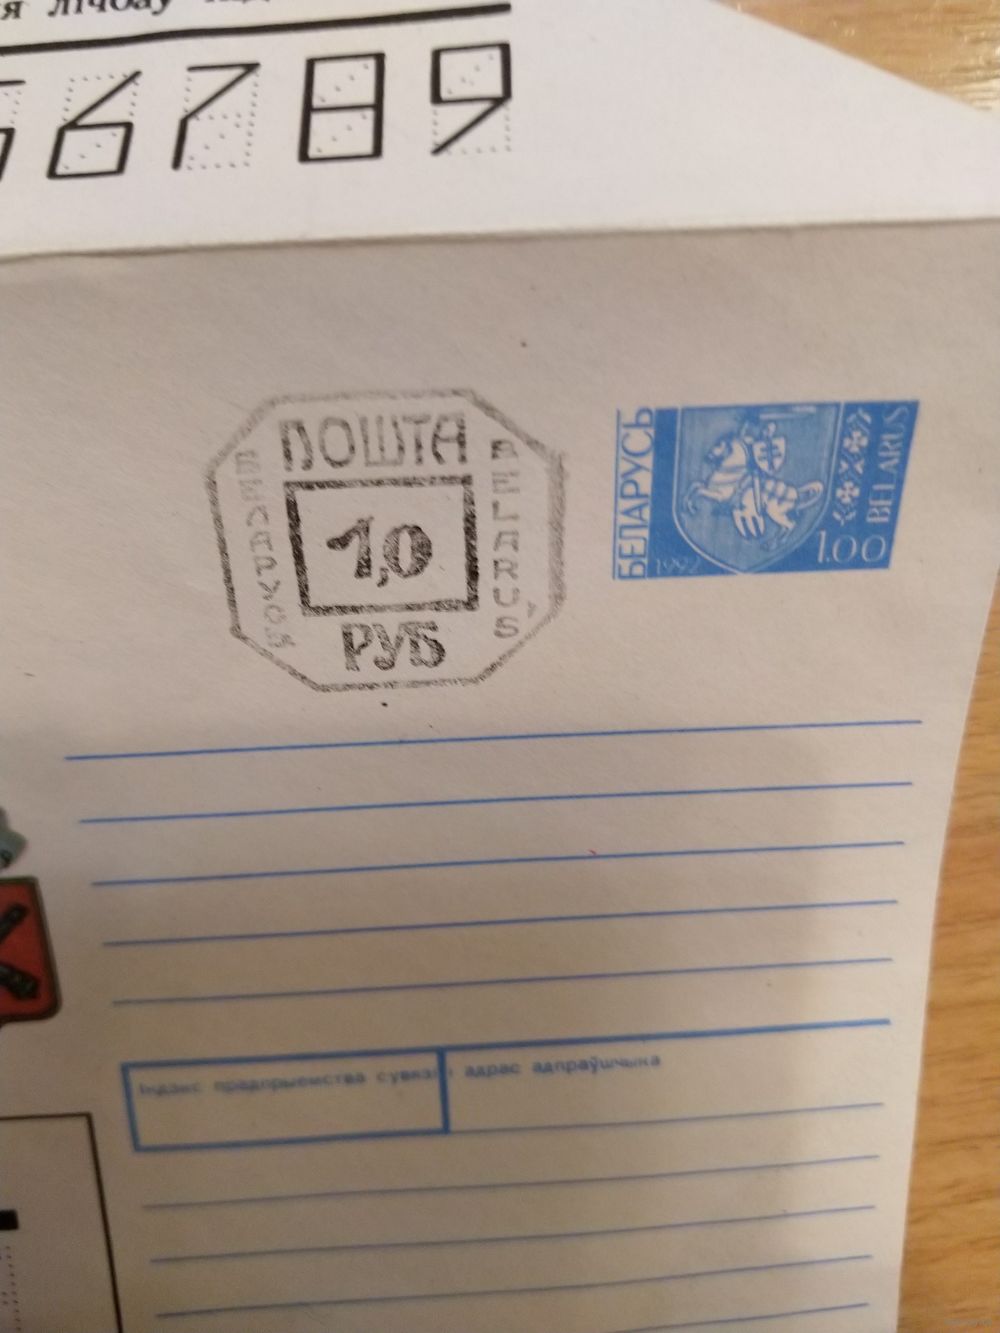 лічбаў
6789
ПОШТА
БЕЛАРУСЬ
1,0
BELARUS
РУБ
БЕЛАРУСЬ
1992
1.00
BELARUS
Індэкс прадпрыемства сувязі і адрас адпраўшчыка